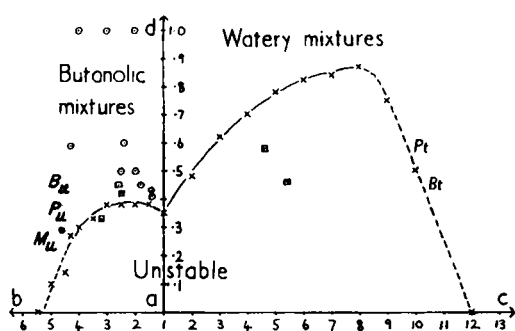 d 1·0
Watery mixtures
·9
Butonolic
mixtures
·8
·7
·6
Pt
B𝓊
·5
Bt
P𝓊
·4
·3
M𝓊
·2
Unstable
·1
b a c
6 5 4 3 2 1 2 3 4 5 6 7 8 9 10 11 12 13